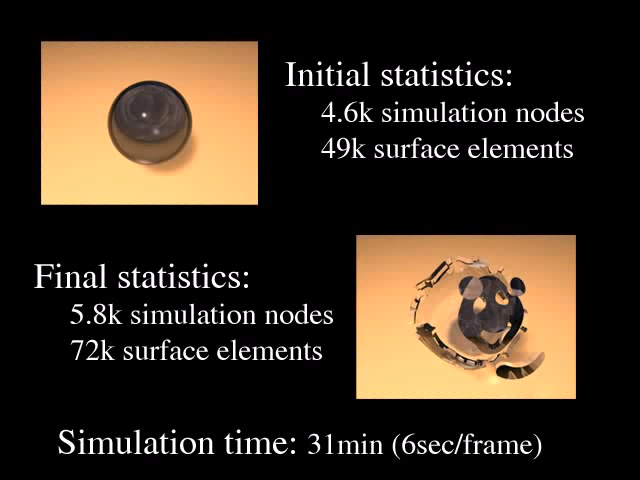 Initial statistics:
4.6k simulation nodes
49k surface elements
Final statistics:
5.8k simulation nodes
72k surface elements
Simulation time: 31min (6sec/frame)